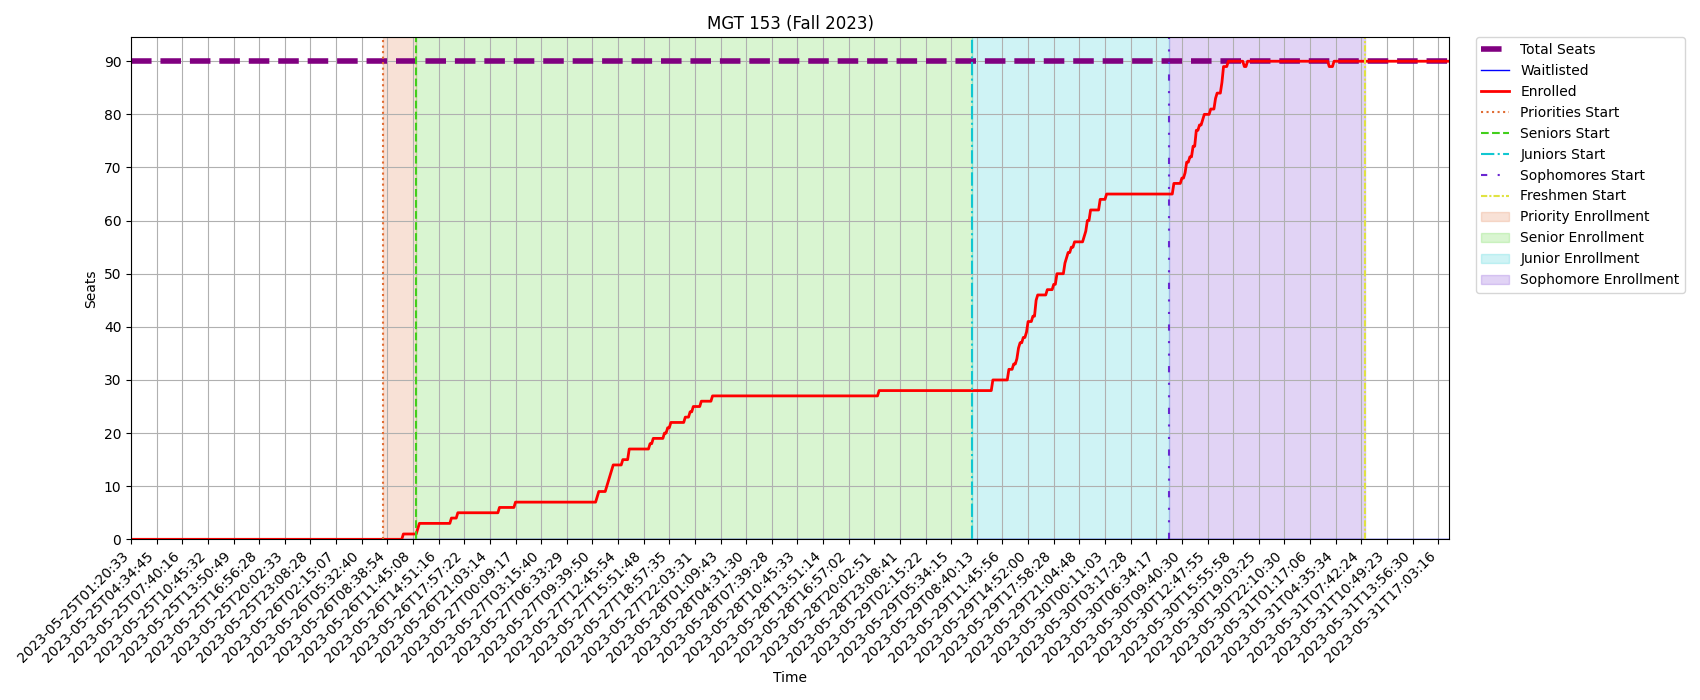 MGT 153 (Fall 2023)
Seats
90
80
70
60
50
40
30
20
10
0
2023-05-25T01:20:33
2023-05-25T04:34:45
2023-05-25T07:40:16
2023-05-25T10:45:32
2023-05-25T13:50:49
2023-05-25T16:56:28
2023-05-25T20:02:33
2023-05-25T23:08:28
2023-05-26T02:15:07
2023-05-26T05:32:40
2023-05-26T08:38:54
2023-05-26T11:45:08
2023-05-26T14:51:16
2023-05-26T17:57:22
2023-05-26T21:03:14
2023-05-27T00:09:17
2023-05-27T03:15:40
2023-05-27T06:33:29
2023-05-27T09:39:50
2023-05-27T12:45:54
2023-05-27T15:51:48
2023-05-27T18:57:35
2023-05-27T22:03:31
2023-05-28T01:09:43
2023-05-28T04:31:30
2023-05-28T07:39:28
2023-05-28T10:45:33
2023-05-28T13:51:14
2023-05-28T16:57:02
2023-05-28T20:02:51
2023-05-28T23:08:41
2023-05-29T02:15:22
2023-05-29T05:34:15
2023-05-29T08:40:13
2023-05-29T11:45:56
2023-05-29T14:52:00
2023-05-29T17:58:28
2023-05-29T21:04:48
2023-05-30T00:11:03
2023-05-30T03:17:28
2023-05-30T06:34:17
2023-05-30T09:40:30
2023-05-30T12:47:55
2023-05-30T15:55:58
2023-05-30T19:03:25
2023-05-30T22:10:30
2023-05-31T01:17:06
2023-05-31T04:35:34
2023-05-31T07:42:24
2023-05-31T10:49:23
2023-05-31T13:56:30
2023-05-31T17:03:16
Time
Total Seats
Waitlisted
Enrolled
Priorities Start
Seniors Start
Juniors Start
Sophomores Start
Freshmen Start
Priority Enrollment
Senior Enrollment
Junior Enrollment
Sophomore Enrollment